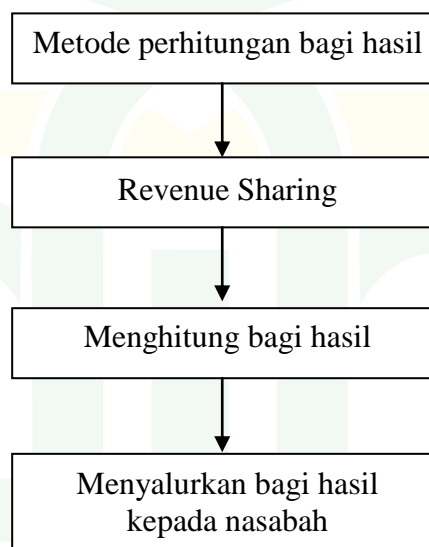 Metode perhitungan bagi hasil
Revenue Sharing
Menghitung bagi hasil
Menyalurkan bagi hasil
kepada nasabah